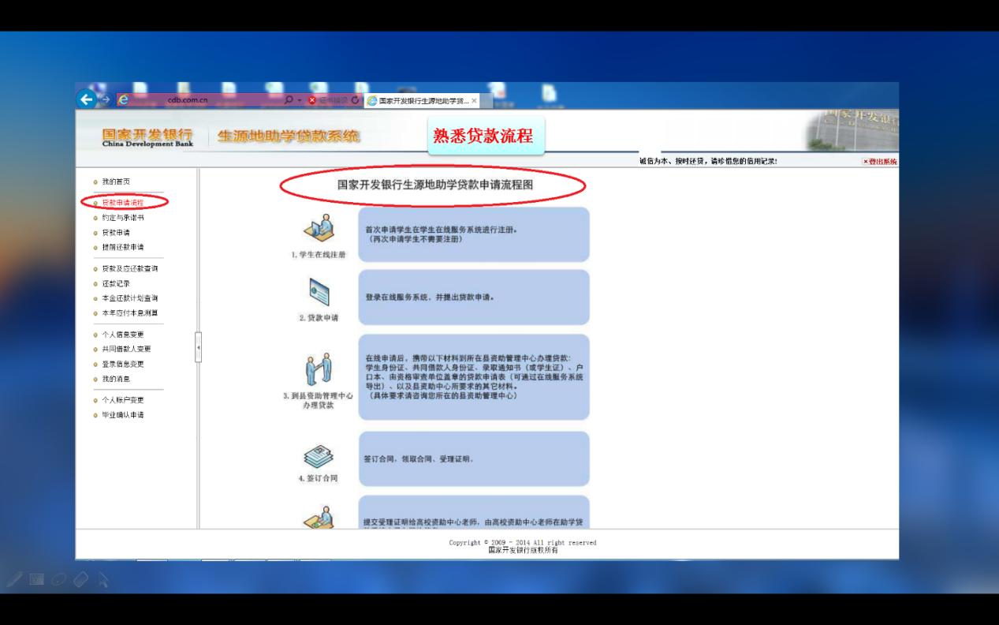 cdb.com.cn
证书错误
国家开发银行生源地助学贷...
国家开发银行
China Development Bank
生源地助学贷款系统
熟悉贷款流程
诚信为本、按时还贷，请珍惜您的信用记录!
登出系统
我的首页
贷款申请流程
约定与承诺书
贷款申请
提前还款申请
贷款及应还款查询
还款记录
本金还款计划查询
本年应付本息测算
个人信息变更
共同借款人变更
登录信息变更
我的消息
个人账户变更
毕业确认申请
国家开发银行生源地助学贷款申请流程图
首次申请学生在学生在线服务系统进行注册。
（再次申请学生不需要注册）
1.学生在线注册
登录在线服务系统，并提出贷款申请。
2.贷款申请
在线申请后，携带以下材料到所在县资助管理中心办理贷款：
学生身份证、共同借款人身份证、录取通知书（或学生证）、户
口本、由资格审查单位盖章的贷款申请表（可通过在线服务系统
导出）、以及县资助中心所要求的其它材料。
（具体要求请咨询您所在的县资助管理中心）
3.到县资助管理中心
办理贷款
签订合同，领取合同、受理证明。
4.签订合同
提交受理证明给高校资助中心老师，由高校资助中心老师在助学贷
Copyright © 2009 - 2014 All right reserved
国家开发银行版权所有